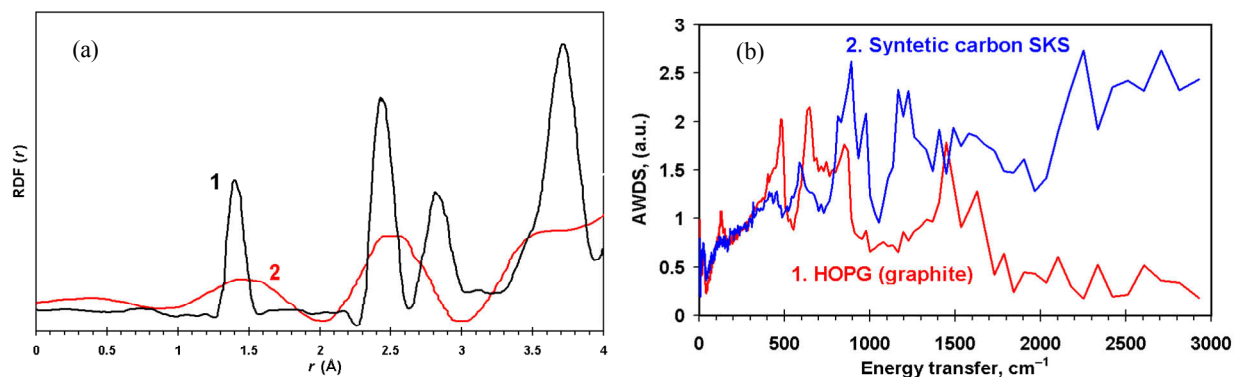 (a)
RDF (r)
1
2
0 0.5 1 1.5 2 2.5 3 3.5 4
r (Å)
(b)
AWDS, (a.u.)
3
2.5
2
1.5
1
0.5
0
2. Syntetic carbon SKS
1. HOPG (graphite)
0 500 1000 1500 2000 2500 3000
Energy transfer, cm⁻¹